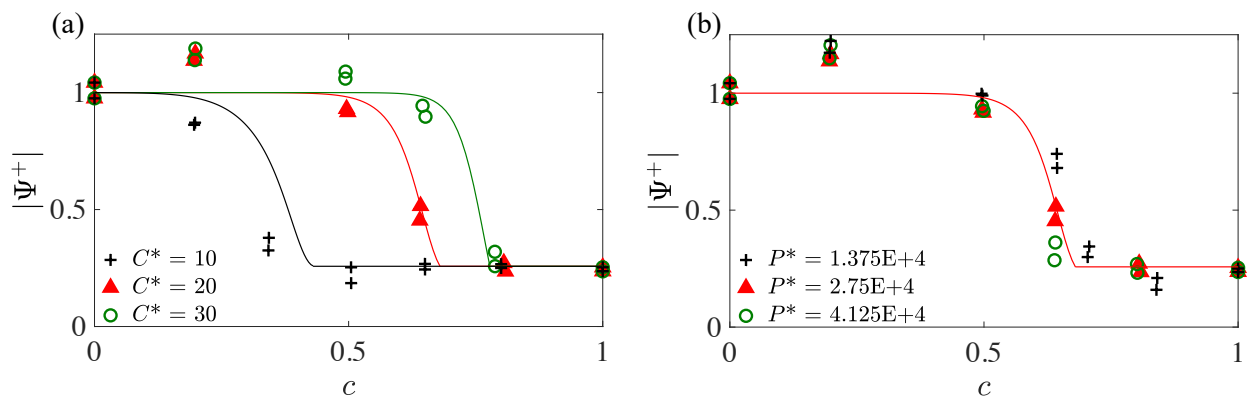 (a)
1
0.5
0
|Ψ⁺|
+ C* = 10
▲ C* = 20
○ C* = 30
0 0.5 1
c
(b)
1
0.5
0
|Ψ⁺|
+ P* = 1.375E+4
▲ P* = 2.75E+4
○ P* = 4.125E+4
0 0.5 1
c